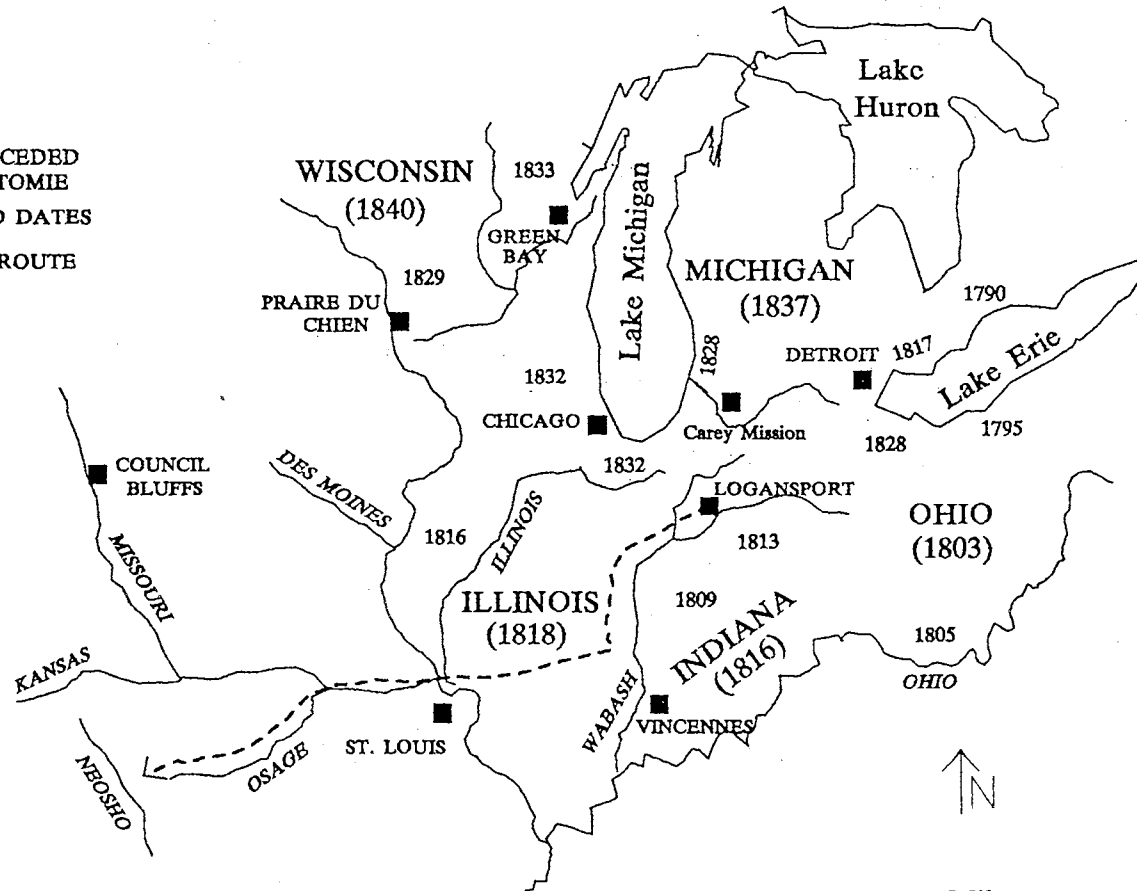 CEDED
TOMIE
DATES
ROUTE
Lake
Huron
WISCONSIN
(1840)
1833
GREEN
BAY
Lake Michigan
MICHIGAN
(1837)
1829
PRAIRE DU
CHIEN
1790
1828
DETROIT
1817
Lake Erie
1832
CHICAGO
Carey Mission
1828
1795
1832
COUNCIL
BLUFFS
DES MOINES
LOGANSPORT
OHIO
(1803)
1816
ILLINOIS
1813
MISSOURI
ILLINOIS
(1818)
1809
INDIANA
(1816)
1805
OHIO
KANSAS
WABASH
VINCENNES
ST. LOUIS
OSAGE
NEOSHO
N